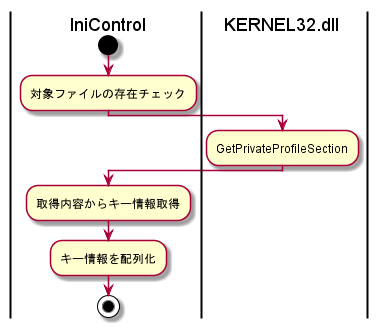 IniControl
KERNEL32.dll
対象ファイルの存在チェック
GetPrivateProfileSection
取得内容からキー情報取得
キー情報を配列化